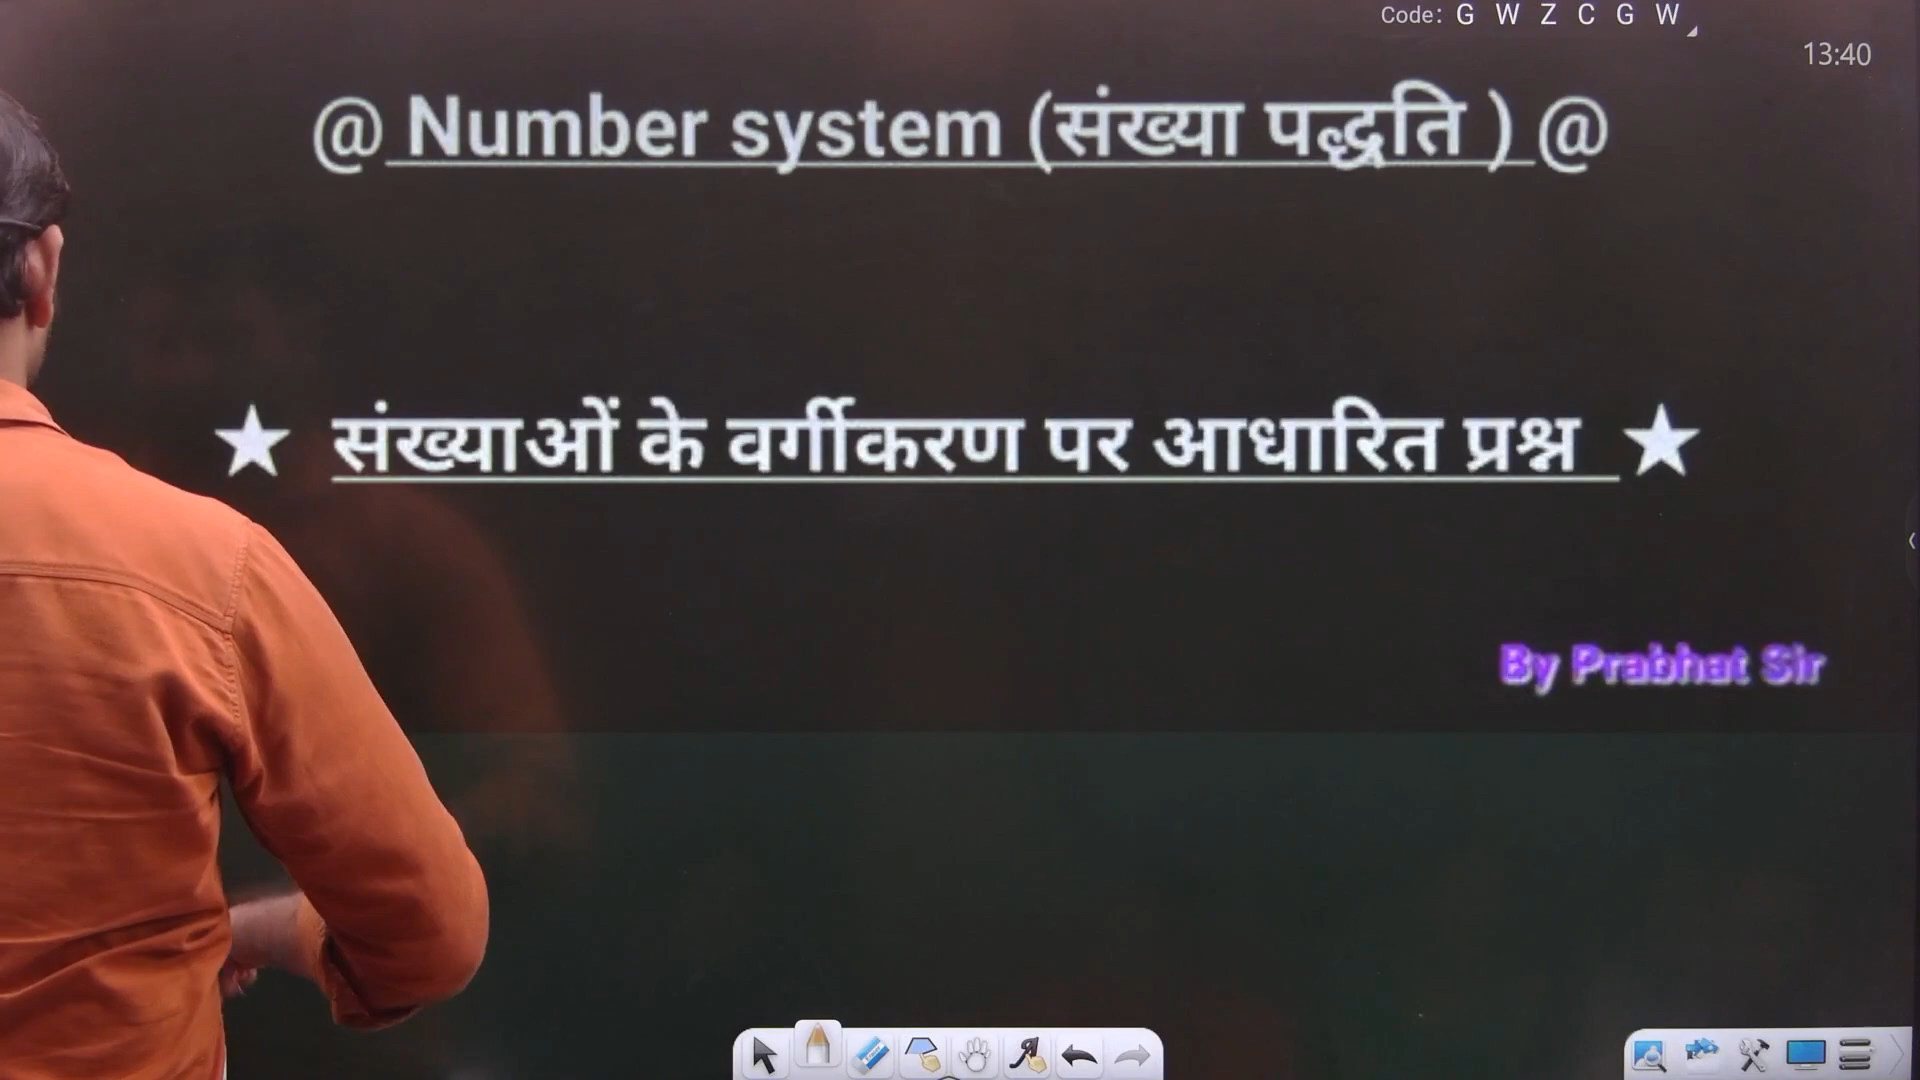 Code: G W Z C G W
13:40
@ Number system (संख्या पद्धति ) @
★ संख्याओं के वर्गीकरण पर आधारित प्रश्न ★
By Prabhat Sir